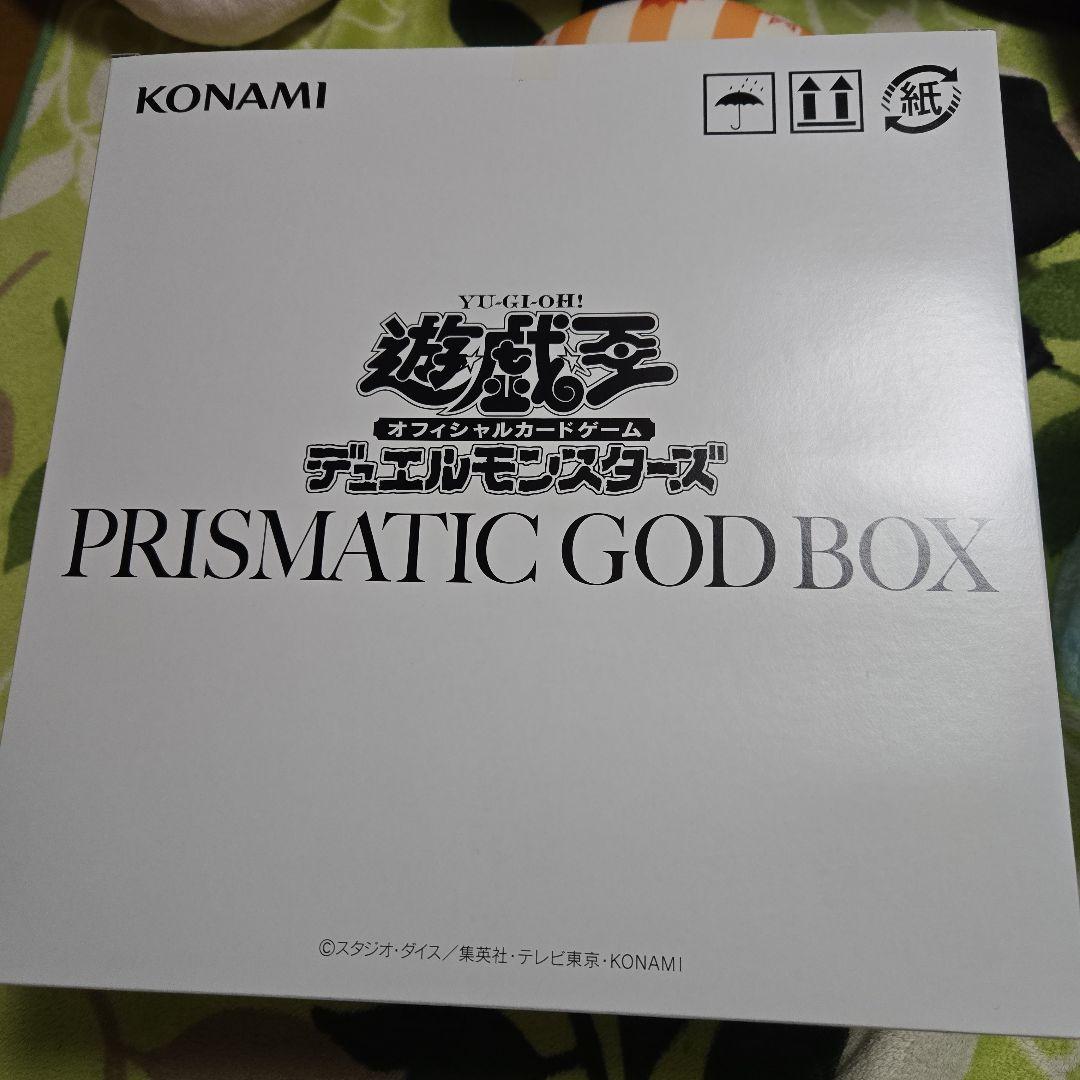 KONAMI
紙
YU-GI-OH!
遊戯王
オフィシャルカードゲーム
デュエルモンスターズ
PRISMATIC GOD BOX
©スタジオ・ダイス／集英社・テレビ東京・KONAMI